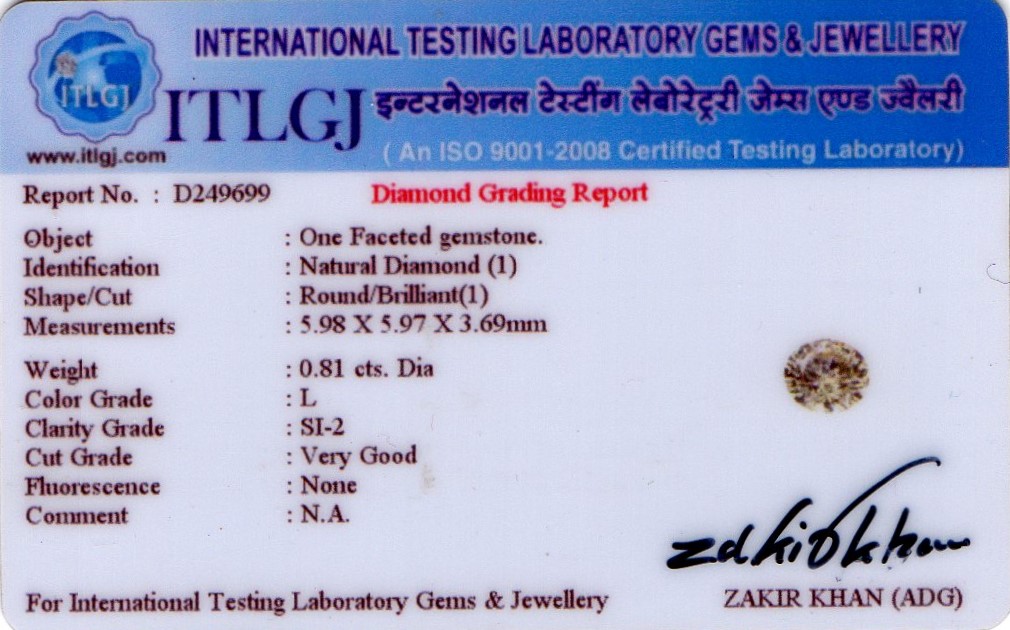 INTERNATIONAL TESTING LABORATORY GEMS & JEWELLERY
ITLGJ
ITLGJ
इन्टरनेशनल टेस्टींग लेबोरेट्ररी जेम्स एण्ड ज्वैलरी
www.itlgj.com
( An ISO 9001-2008 Certified Testing Laboratory)
Report No. : D249699
Diamond Grading Report
Object : One Faceted gemstone.
Identification : Natural Diamond (1)
Shape/Cut : Round/Brilliant(1)
Measurements : 5.98 X 5.97 X 3.69mm
Weight : 0.81 cts. Dia
Color Grade : L
Clarity Grade : SI-2
Cut Grade : Very Good
Fluorescence : None
Comment : N.A.
zakir khan
For International Testing Laboratory Gems & Jewellery
ZAKIR KHAN (ADG)